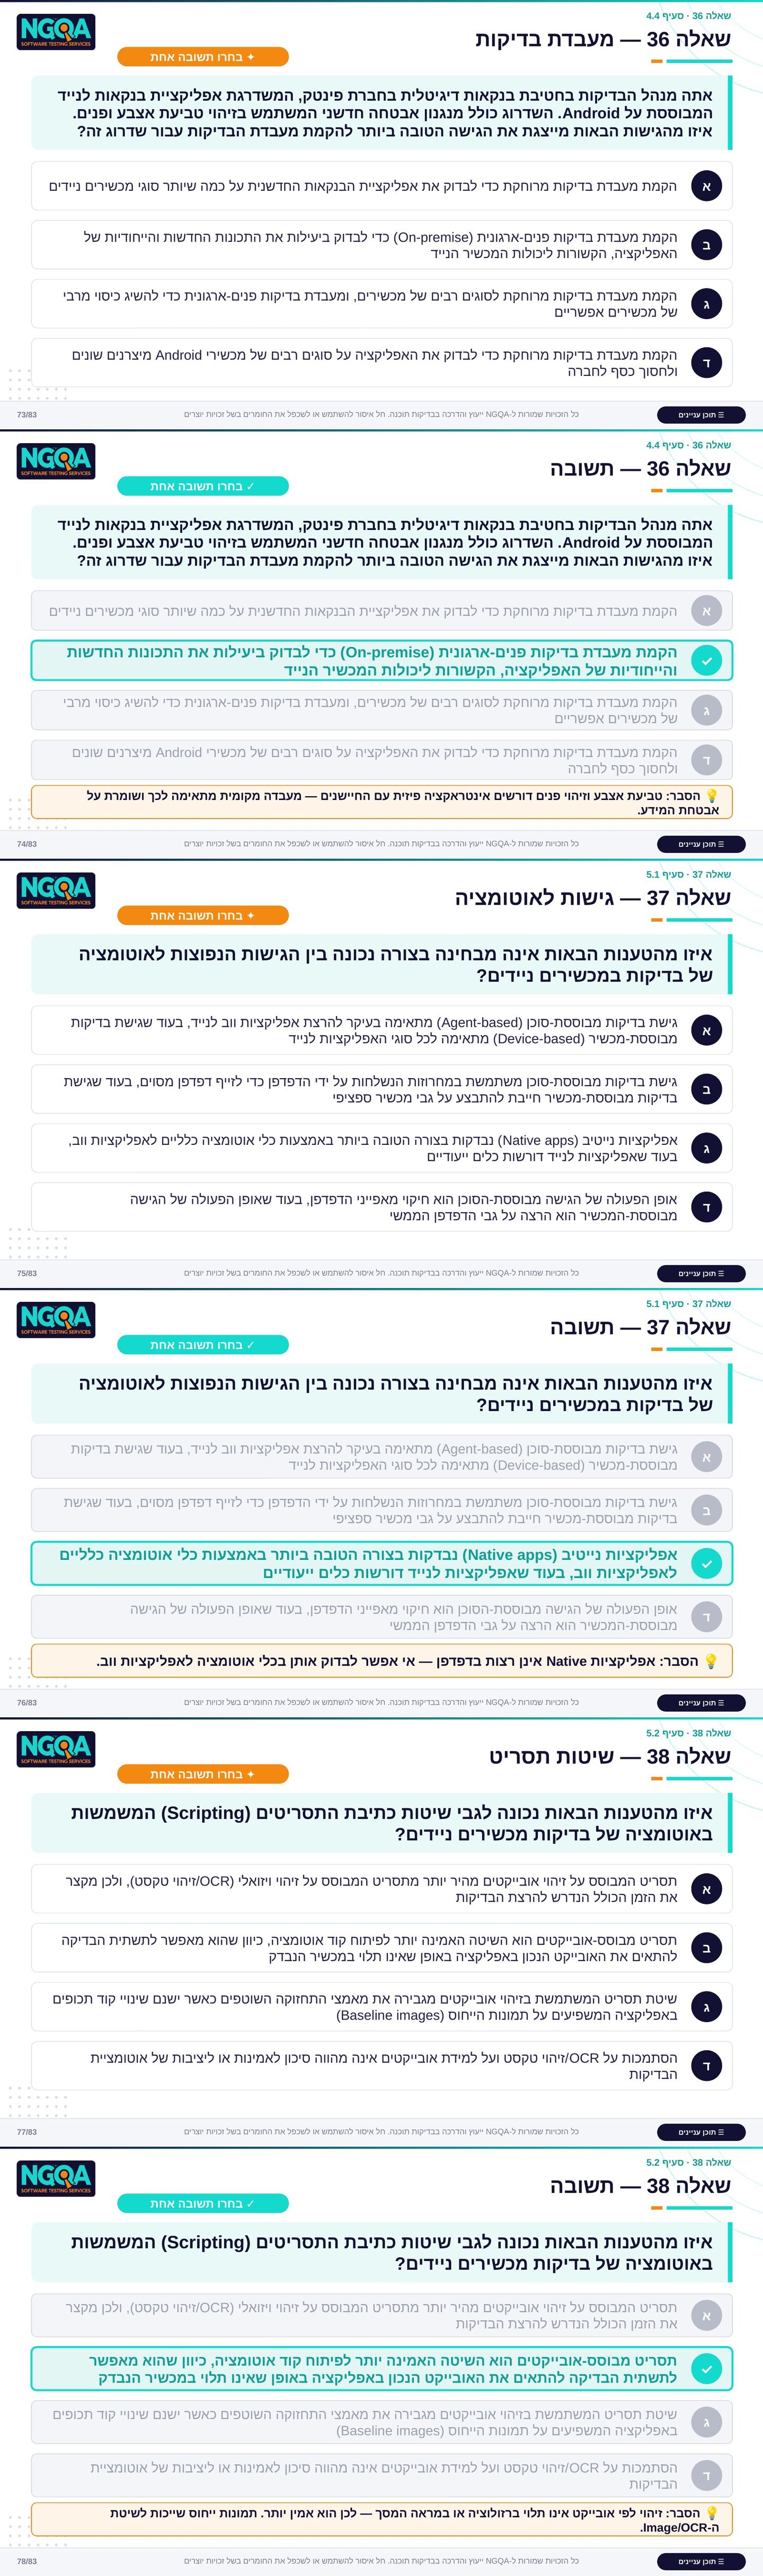 שאלה 36 · סעיף 4.4
שאלה 36 — מעבדת בדיקות
NGQA
SOFTWARE TESTING SERVICES
✦ בחרו תשובה אחת
אתה מנהל הבדיקות בחטיבת בנקאות דיגיטלית בחברת פינטק, המשדרגת אפליקציית בנקאות לנייד
המבוססת על Android. השדרוג כולל מנגנון אבטחה חדשני המשתמש בזיהוי טביעת אצבע ופנים.
איזו מהגישות הבאות מייצגת את הגישה הטובה ביותר להקמת מעבדת הבדיקות עבור שדרוג זה?
א
הקמת מעבדת בדיקות מרוחקת כדי לבדוק את אפליקציית הבנקאות החדשנית על כמה שיותר סוגי מכשירים ניידים
ב
הקמת מעבדת בדיקות פנים-ארגונית (On-premise) כדי לבדוק ביעילות את התכונות החדשות והייחודיות של
האפליקציה, הקשורות ליכולות המכשיר הנייד
ג
הקמת מעבדת בדיקות מרוחקת לסוגים רבים של מכשירים, ומעבדת בדיקות פנים-ארגונית כדי להשיג כיסוי מרבי
של מכשירים אפשריים
ד
הקמת מעבדת בדיקות מרוחקת כדי לבדוק את האפליקציה על סוגים רבים של מכשירי Android מיצרנים שונים
ולחסוך כסף לחברה
☰ תוכן עניינים
כל הזכויות שמורות ל-NGQA ייעוץ והדרכה בבדיקות תוכנה. חל איסור להשתמש או לשכפל את החומרים בשל זכויות יוצרים
73/83
שאלה 36 · סעיף 4.4
שאלה 36 — תשובה
NGQA
SOFTWARE TESTING SERVICES
✓ בחרו תשובה אחת
אתה מנהל הבדיקות בחטיבת בנקאות דיגיטלית בחברת פינטק, המשדרגת אפליקציית בנקאות לנייד
המבוססת על Android. השדרוג כולל מנגנון אבטחה חדשני המשתמש בזיהוי טביעת אצבע ופנים.
איזו מהגישות הבאות מייצגת את הגישה הטובה ביותר להקמת מעבדת הבדיקות עבור שדרוג זה?
א
הקמת מעבדת בדיקות מרוחקת כדי לבדוק את אפליקציית הבנקאות החדשנית על כמה שיותר סוגי מכשירים ניידים
✓
הקמת מעבדת בדיקות פנים-ארגונית (On-premise) כדי לבדוק ביעילות את התכונות החדשות
והייחודיות של האפליקציה, הקשורות ליכולות המכשיר הנייד
ג
הקמת מעבדת בדיקות מרוחקת לסוגים רבים של מכשירים, ומעבדת בדיקות פנים-ארגונית כדי להשיג כיסוי מרבי
של מכשירים אפשריים
ד
הקמת מעבדת בדיקות מרוחקת כדי לבדוק את האפליקציה על סוגים רבים של מכשירי Android מיצרנים שונים
ולחסוך כסף לחברה
💡 הסבר: טביעת אצבע וזיהוי פנים דורשים אינטראקציה פיזית עם החיישנים — מעבדה מקומית מתאימה לכך ושומרת על
אבטחת המידע.
☰ תוכן עניינים
כל הזכויות שמורות ל-NGQA ייעוץ והדרכה בבדיקות תוכנה. חל איסור להשתמש או לשכפל את החומרים בשל זכויות יוצרים
74/83
שאלה 37 · סעיף 5.1
שאלה 37 — גישות לאוטומציה
NGQA
SOFTWARE TESTING SERVICES
✦ בחרו תשובה אחת
איזו מהטענות הבאות אינה מבחינה בצורה נכונה בין הגישות הנפוצות לאוטומציה
של בדיקות במכשירים ניידים?
א
גישת בדיקות מבוססת-סוכן (Agent-based) מתאימה בעיקר להרצת אפליקציות ווב לנייד, בעוד שגישת בדיקות
מבוססת-מכשיר (Device-based) מתאימה לכל סוגי האפליקציות לנייד
ב
גישת בדיקות מבוססת-סוכן משתמשת במחרוזות הנשלחות על ידי הדפדפן כדי לזייף דפדפן מסוים, בעוד שגישת
בדיקות מבוססת-מכשיר חייבת להתבצע על גבי מכשיר ספציפי
ג
אפליקציות נייטיב (Native apps) נבדקות בצורה הטובה ביותר באמצעות כלי אוטומציה כלליים לאפליקציות ווב,
בעוד שאפליקציות לנייד דורשות כלים ייעודיים
ד
אופן הפעולה של הגישה מבוססת-הסוכן הוא חיקוי מאפייני הדפדפן, בעוד שאופן הפעולה של הגישה
מבוססת-המכשיר הוא הרצה על גבי הדפדפן הממשי
☰ תוכן עניינים
כל הזכויות שמורות ל-NGQA ייעוץ והדרכה בבדיקות תוכנה. חל איסור להשתמש או לשכפל את החומרים בשל זכויות יוצרים
75/83
שאלה 37 · סעיף 5.1
שאלה 37 — תשובה
NGQA
SOFTWARE TESTING SERVICES
✓ בחרו תשובה אחת
איזו מהטענות הבאות אינה מבחינה בצורה נכונה בין הגישות הנפוצות לאוטומציה
של בדיקות במכשירים ניידים?
א
גישת בדיקות מבוססת-סוכן (Agent-based) מתאימה בעיקר להרצת אפליקציות ווב לנייד, בעוד שגישת בדיקות
מבוססת-מכשיר (Device-based) מתאימה לכל סוגי האפליקציות לנייד
ב
גישת בדיקות מבוססת-סוכן משתמשת במחרוזות הנשלחות על ידי הדפדפן כדי לזייף דפדפן מסוים, בעוד שגישת
בדיקות מבוססת-מכשיר חייבת להתבצע על גבי מכשיר ספציפי
✓
אפליקציות נייטיב (Native apps) נבדקות בצורה הטובה ביותר באמצעות כלי אוטומציה כלליים
לאפליקציות ווב, בעוד שאפליקציות לנייד דורשות כלים ייעודיים
ד
אופן הפעולה של הגישה מבוססת-הסוכן הוא חיקוי מאפייני הדפדפן, בעוד שאופן הפעולה של הגישה
מבוססת-המכשיר הוא הרצה על גבי הדפדפן הממשי
💡 הסבר: אפליקציות Native אינן רצות בדפדפן — אי אפשר לבדוק אותן בכלי אוטומציה לאפליקציות ווב.
☰ תוכן עניינים
כל הזכויות שמורות ל-NGQA ייעוץ והדרכה בבדיקות תוכנה. חל איסור להשתמש או לשכפל את החומרים בשל זכויות יוצרים
76/83
שאלה 38 · סעיף 5.2
שאלה 38 — שיטות תסריט
NGQA
SOFTWARE TESTING SERVICES
✦ בחרו תשובה אחת
איזו מהטענות הבאות נכונה לגבי שיטות כתיבת התסריטים (Scripting) המשמשות
באוטומציה של בדיקות מכשירים ניידים?
א
תסריט המבוסס על זיהוי אובייקטים מהיר יותר מתסריט המבוסס על זיהוי ויזואלי (OCR/זיהוי טקסט), ולכן מקצר
את הזמן הכולל הנדרש להרצת הבדיקות
ב
תסריט מבוסס-אובייקטים הוא השיטה האמינה יותר לפיתוח קוד אוטומציה, כיוון שהוא מאפשר לתשתית הבדיקה
להתאים את האובייקט הנכון באפליקציה באופן שאינו תלוי במכשיר הנבדק
ג
שיטת תסריט המשתמשת בזיהוי אובייקטים מגבירה את מאמצי התחזוקה השוטפים כאשר ישנם שינויי קוד תכופים
באפליקציה המשפיעים על תמונות הייחוס (Baseline images)
ד
הסתמכות על OCR/זיהוי טקסט ועל למידת אובייקטים אינה מהווה סיכון לאמינות או ליציבות של אוטומציית
הבדיקות
☰ תוכן עניינים
כל הזכויות שמורות ל-NGQA ייעוץ והדרכה בבדיקות תוכנה. חל איסור להשתמש או לשכפל את החומרים בשל זכויות יוצרים
77/83
שאלה 38 · סעיף 5.2
שאלה 38 — תשובה
NGQA
SOFTWARE TESTING SERVICES
✓ בחרו תשובה אחת
איזו מהטענות הבאות נכונה לגבי שיטות כתיבת התסריטים (Scripting) המשמשות
באוטומציה של בדיקות מכשירים ניידים?
א
תסריט המבוסס על זיהוי אובייקטים מהיר יותר מתסריט המבוסס על זיהוי ויזואלי (OCR/זיהוי טקסט), ולכן מקצר
את הזמן הכולל הנדרש להרצת הבדיקות
✓
תסריט מבוסס-אובייקטים הוא השיטה האמינה יותר לפיתוח קוד אוטומציה, כיוון שהוא מאפשר
לתשתית הבדיקה להתאים את האובייקט הנכון באפליקציה באופן שאינו תלוי במכשיר הנבדק
ג
שיטת תסריט המשתמשת בזיהוי אובייקטים מגבירה את מאמצי התחזוקה השוטפים כאשר ישנם שינויי קוד תכופים
באפליקציה המשפיעים על תמונות הייחוס (Baseline images)
ד
הסתמכות על OCR/זיהוי טקסט ועל למידת אובייקטים אינה מהווה סיכון לאמינות או ליציבות של אוטומציית
הבדיקות
💡 הסבר: זיהוי לפי אובייקט אינו תלוי ברזולוציה או במראה המסך — לכן הוא אמין יותר. תמונות ייחוס שייכות לשיטת
ה-Image/OCR.
☰ תוכן עניינים
כל הזכויות שמורות ל-NGQA ייעוץ והדרכה בבדיקות תוכנה. חל איסור להשתמש או לשכפל את החומרים בשל זכויות יוצרים
78/83